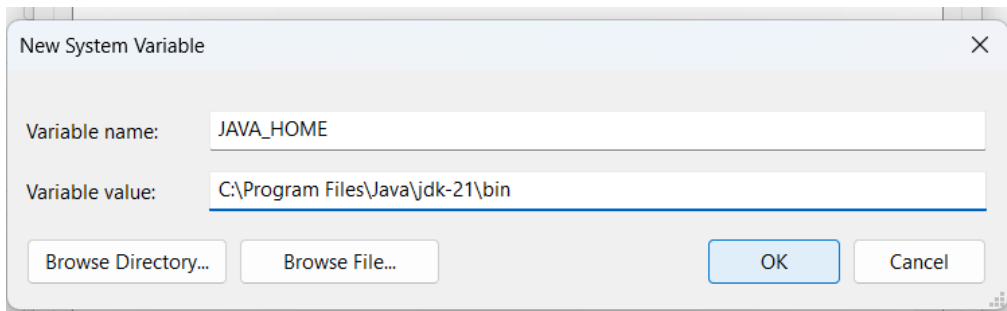 New System Variable
Variable name: JAVA_HOME
Variable value: C:\Program Files\Java\jdk-21\bin
Browse Directory... Browse File... OK Cancel